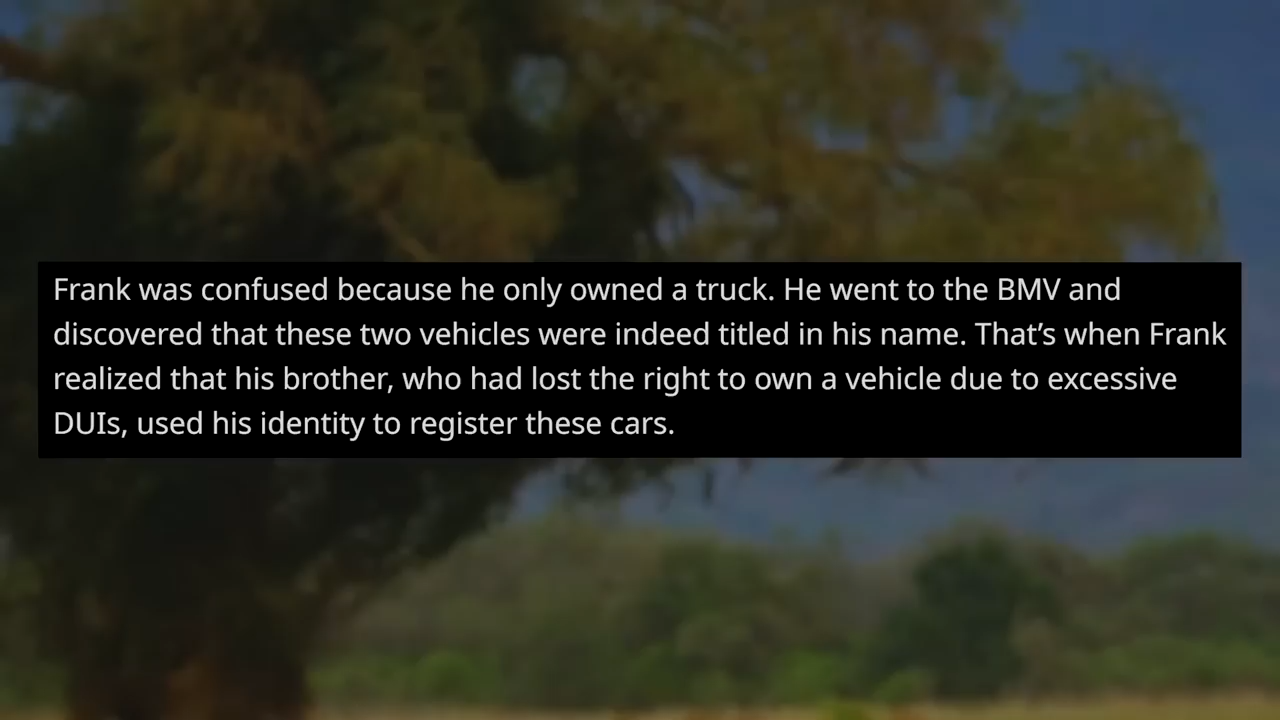 Frank was confused because he only owned a truck. He went to the BMV and
discovered that these two vehicles were indeed titled in his name. That’s when Frank
realized that his brother, who had lost the right to own a vehicle due to excessive
DUIs, used his identity to register these cars.